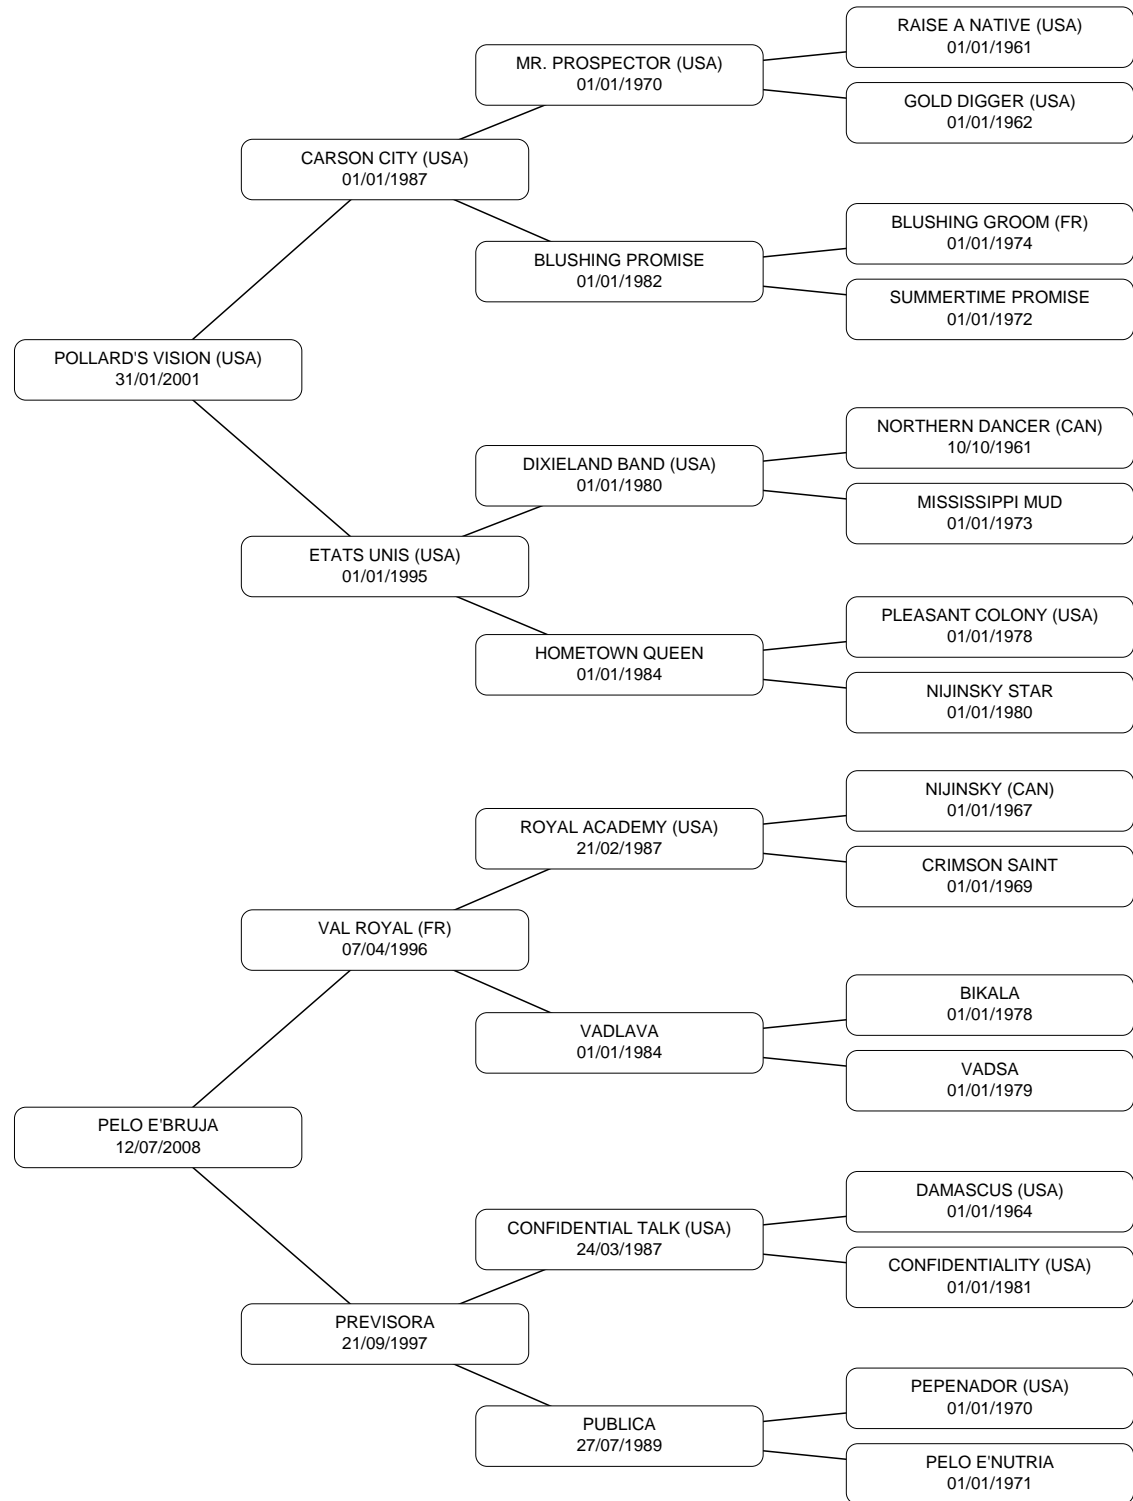 RAISE A NATIVE (USA)
01/01/1961
MR. PROSPECTOR (USA)
01/01/1970
GOLD DIGGER (USA)
01/01/1962
CARSON CITY (USA)
01/01/1987
BLUSHING GROOM (FR)
01/01/1974
BLUSHING PROMISE
01/01/1982
SUMMERTIME PROMISE
01/01/1972
POLLARD'S VISION (USA)
31/01/2001
NORTHERN DANCER (CAN)
10/10/1961
DIXIELAND BAND (USA)
01/01/1980
MISSISSIPPI MUD
01/01/1973
ETATS UNIS (USA)
01/01/1995
PLEASANT COLONY (USA)
01/01/1978
HOMETOWN QUEEN
01/01/1984
NIJINSKY STAR
01/01/1980
NIJINSKY (CAN)
01/01/1967
ROYAL ACADEMY (USA)
21/02/1987
CRIMSON SAINT
01/01/1969
VAL ROYAL (FR)
07/04/1996
BIKALA
01/01/1978
VADLAVA
01/01/1984
VADSA
01/01/1979
PELO E'BRUJA
12/07/2008
DAMASCUS (USA)
01/01/1964
CONFIDENTIAL TALK (USA)
24/03/1987
CONFIDENTIALITY (USA)
01/01/1981
PREVISORA
21/09/1997
PEPENADOR (USA)
01/01/1970
PUBLICA
27/07/1989
PELO E'NUTRIA
01/01/1971